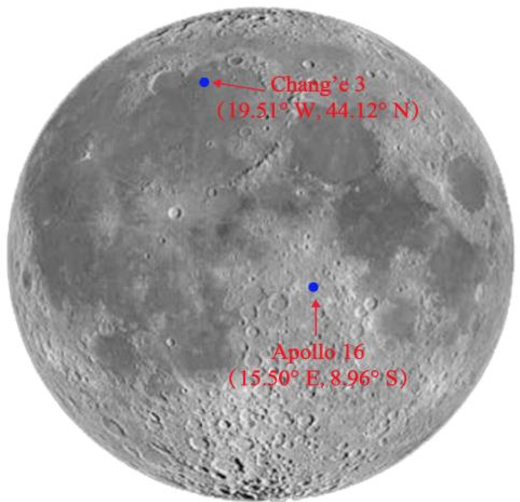 Chang’e 3
(19.51° W, 44.12° N)
Apollo 16
(15.50° E, 8.96° S)